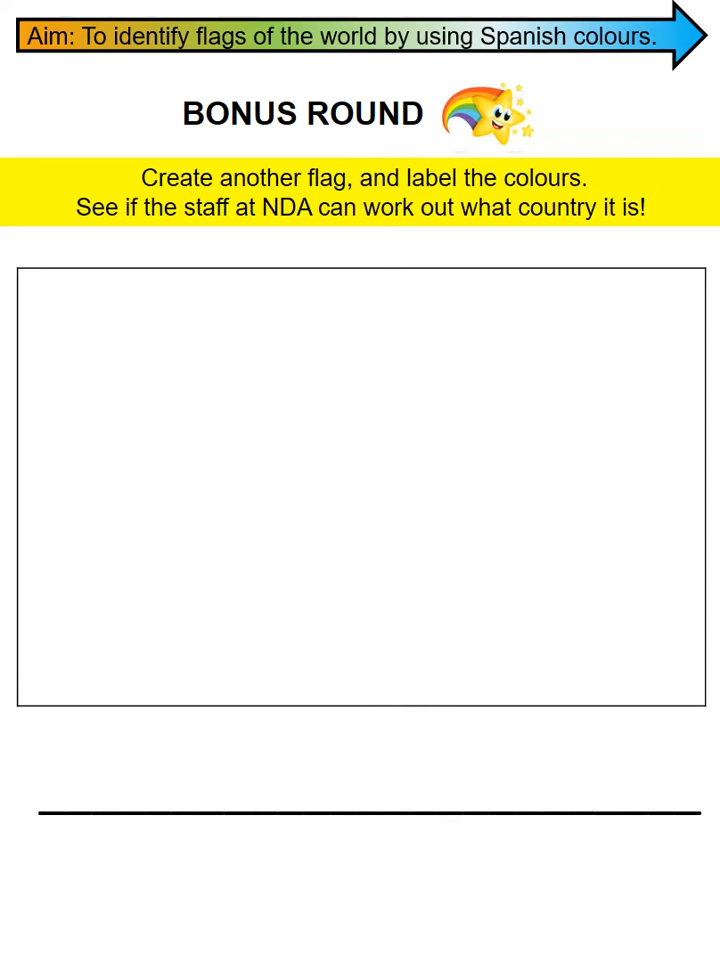 Aim: To identify flags of the world by using Spanish colours.
BONUS ROUND
Create another flag, and label the colours.
See if the staff at NDA can work out what country it is!